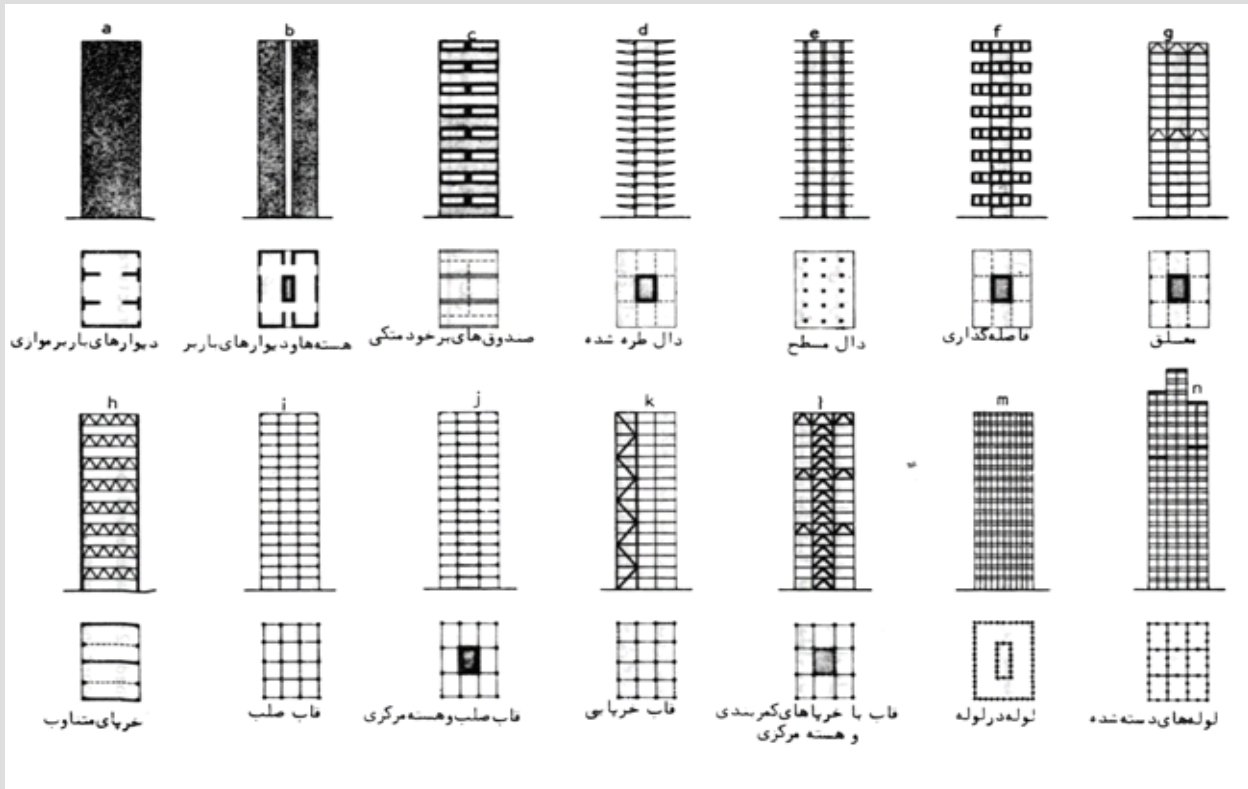 a
b
c
d
e
f
g
دیوارهای باربر موازی
هسته‌ها و دیوارهای باربر
صندوق‌های بر خود متکی
دال طره شده
دال مسطح
فاصله‌گذاری
معلق
h
i
j
k
l
m
n
خرپای متناوب
قاب صلب
قاب صلب و هسته مرکزی
قاب خرپایی
قاب با خرپاهای کمربندی
و هسته مرکزی
لوله در لوله
لوله‌های دسته شده